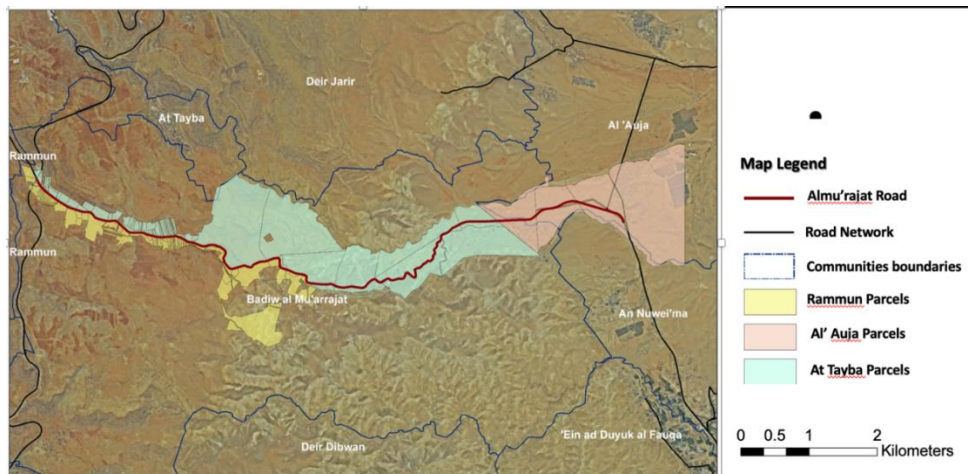 Deir Jarir
At Tayba
Al 'Auja
Rammun
Rammun
Badiw al Mu'arrajat
An Nuwei'ma
'Ein ad Duyuk al Fauqa
Deir Dibwan
Map Legend
Almu'rajat Road
Road Network
Communities boundaries
Rammun Parcels
Al' Auja Parcels
At Tayba Parcels
0 0.5 1 2
Kilometers